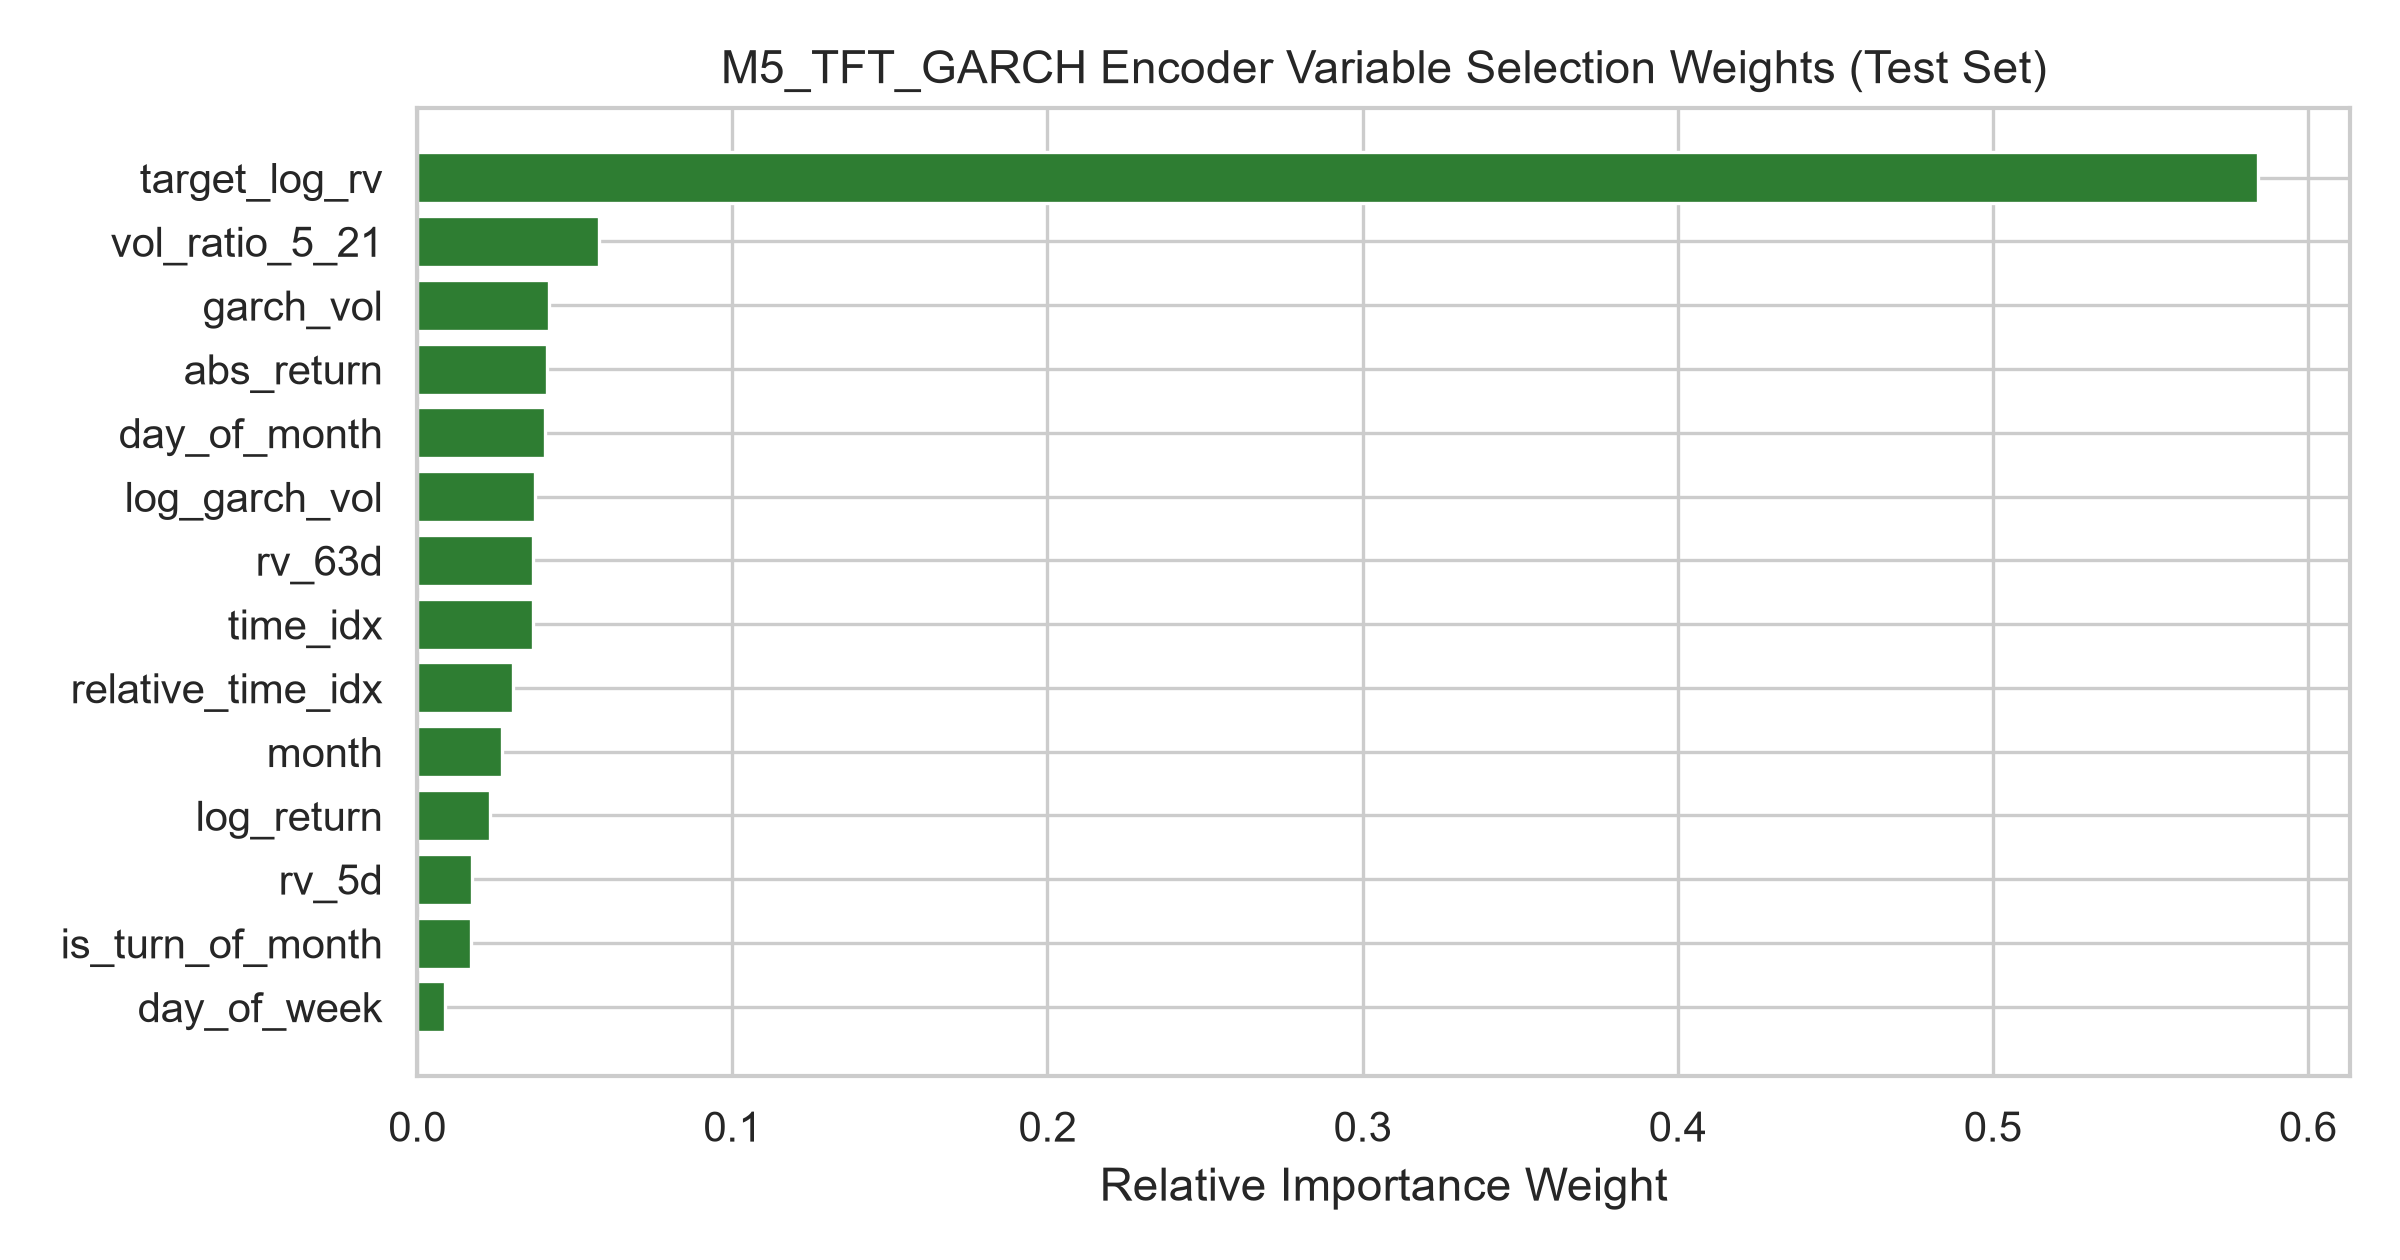 M5_TFT_GARCH Encoder Variable Selection Weights (Test Set)
target_log_rv
vol_ratio_5_21
garch_vol
abs_return
day_of_month
log_garch_vol
rv_63d
time_idx
relative_time_idx
month
log_return
rv_5d
is_turn_of_month
day_of_week
0.0 0.1 0.2 0.3 0.4 0.5 0.6
Relative Importance Weight